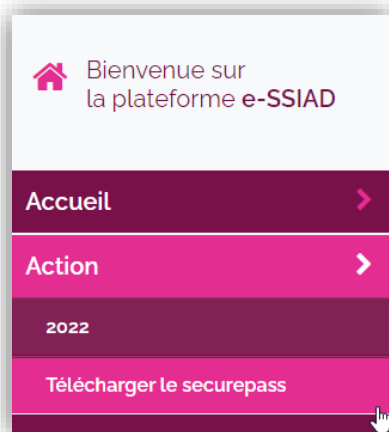 Bienvenue sur
la plateforme e-SSIAD
Accueil
Action
2022
Télécharger le securepass